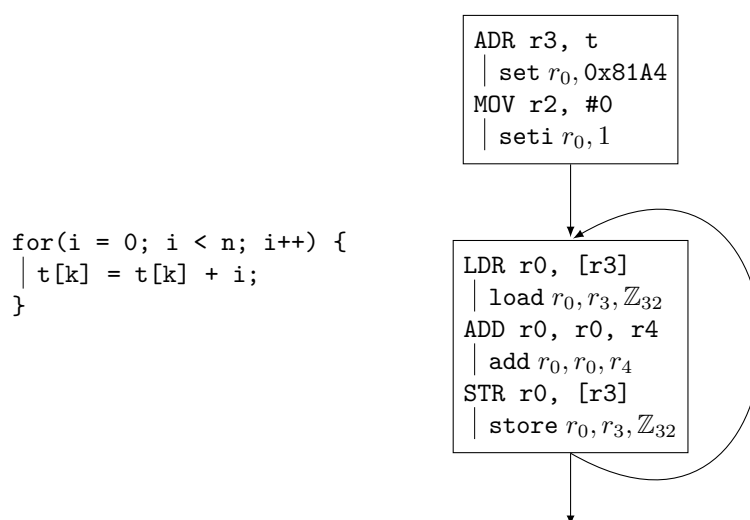 for(i = 0; i < n; i++) {
t[k] = t[k] + i;
}
ADR r3, t
set r₀, 0x81A4
MOV r2, #0
seti r₀, 1
LDR r0, [r3]
load r₀, r₃, ℤ₃₂
ADD r0, r0, r4
add r₀, r₀, r₄
STR r0, [r3]
store r₀, r₃, ℤ₃₂